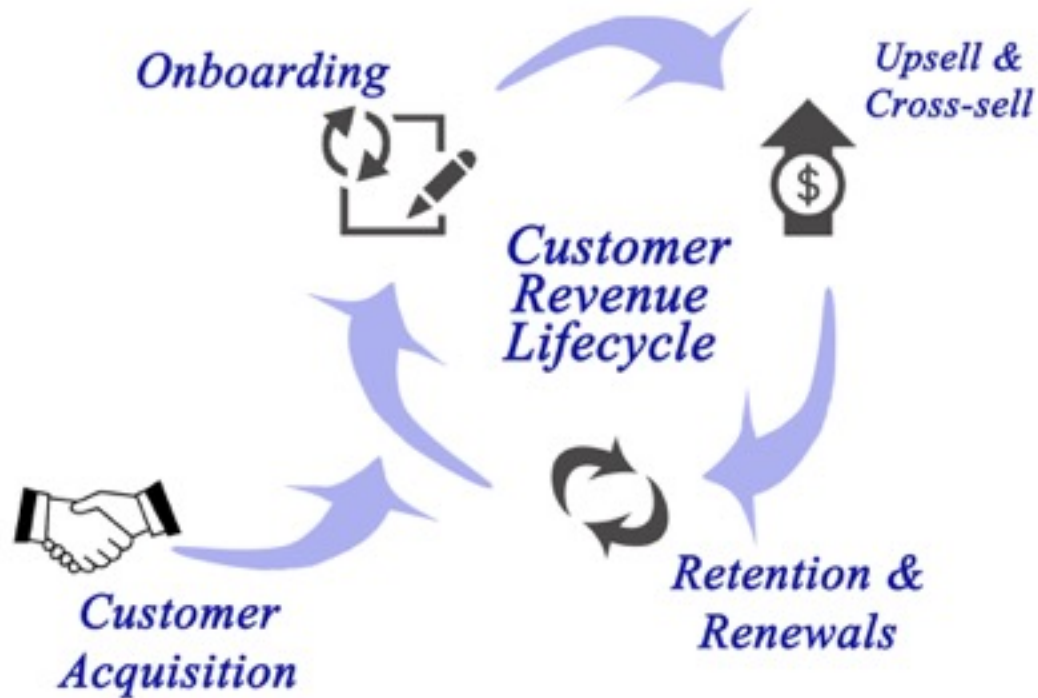 Onboarding
Upsell &
Cross-sell
$
Customer
Revenue
Lifecycle
Retention &
Renewals
Customer
Acquisition